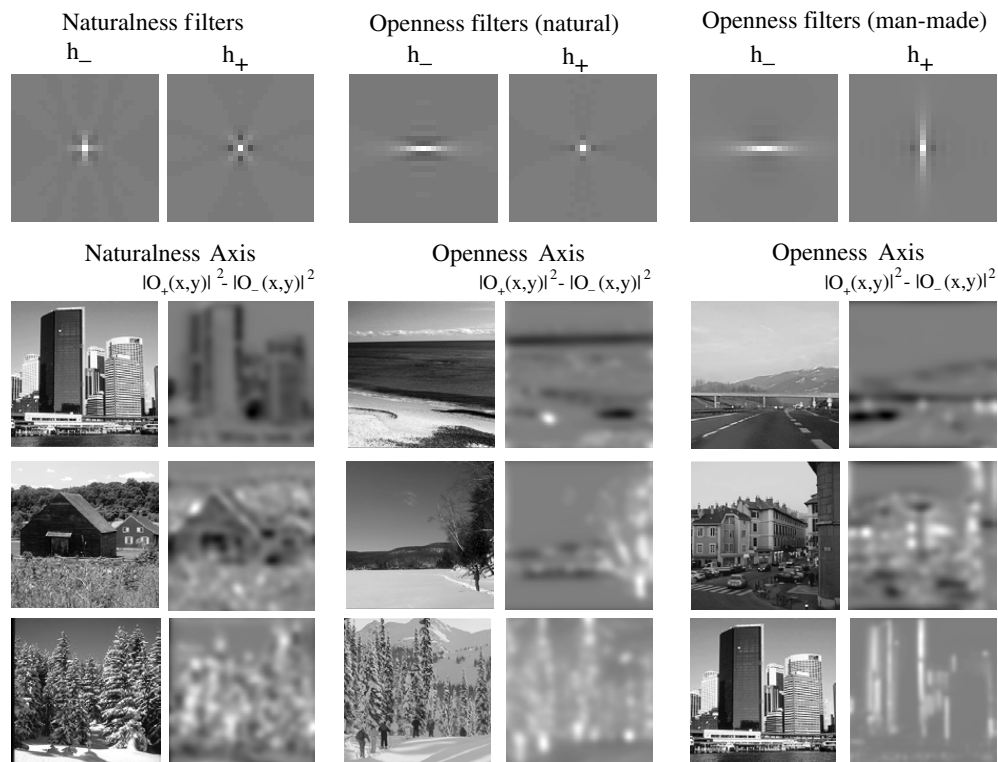 Naturalness filters
Openness filters (natural)
Openness filters (man-made)
h_
h+
h_
h+
h_
h+
Naturalness Axis
Openness Axis
Openness Axis
|O+(x,y)|² - |O_(x,y)|²
|O+(x,y)|² - |O_(x,y)|²
|O+(x,y)|² - |O_(x,y)|²